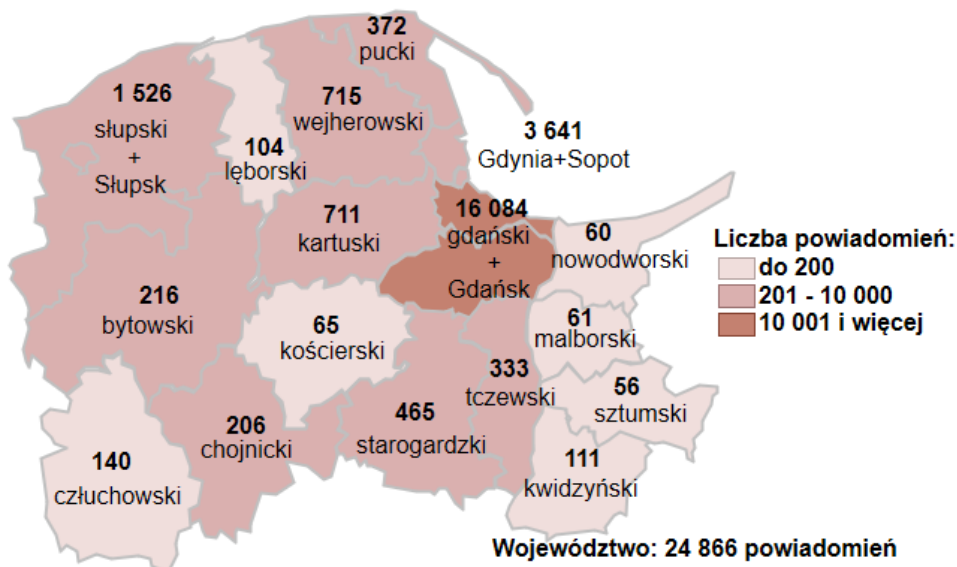 372
pucki
1 526
słupski
+
Słupsk
715
wejherowski
104
lęborski
3 641
Gdynia+Sopot
711
kartuski
16 084
gdański
+
Gdańsk
60
nowodworski
Liczba powiadomień:
do 200
201 - 10 000
10 001 i więcej
216
bytowski
65
kościerski
61
malborski
333
tczewski
56
sztumski
206
chojnicki
465
starogardzki
140
człuchowski
111
kwidzyński
Województwo: 24 866 powiadomień